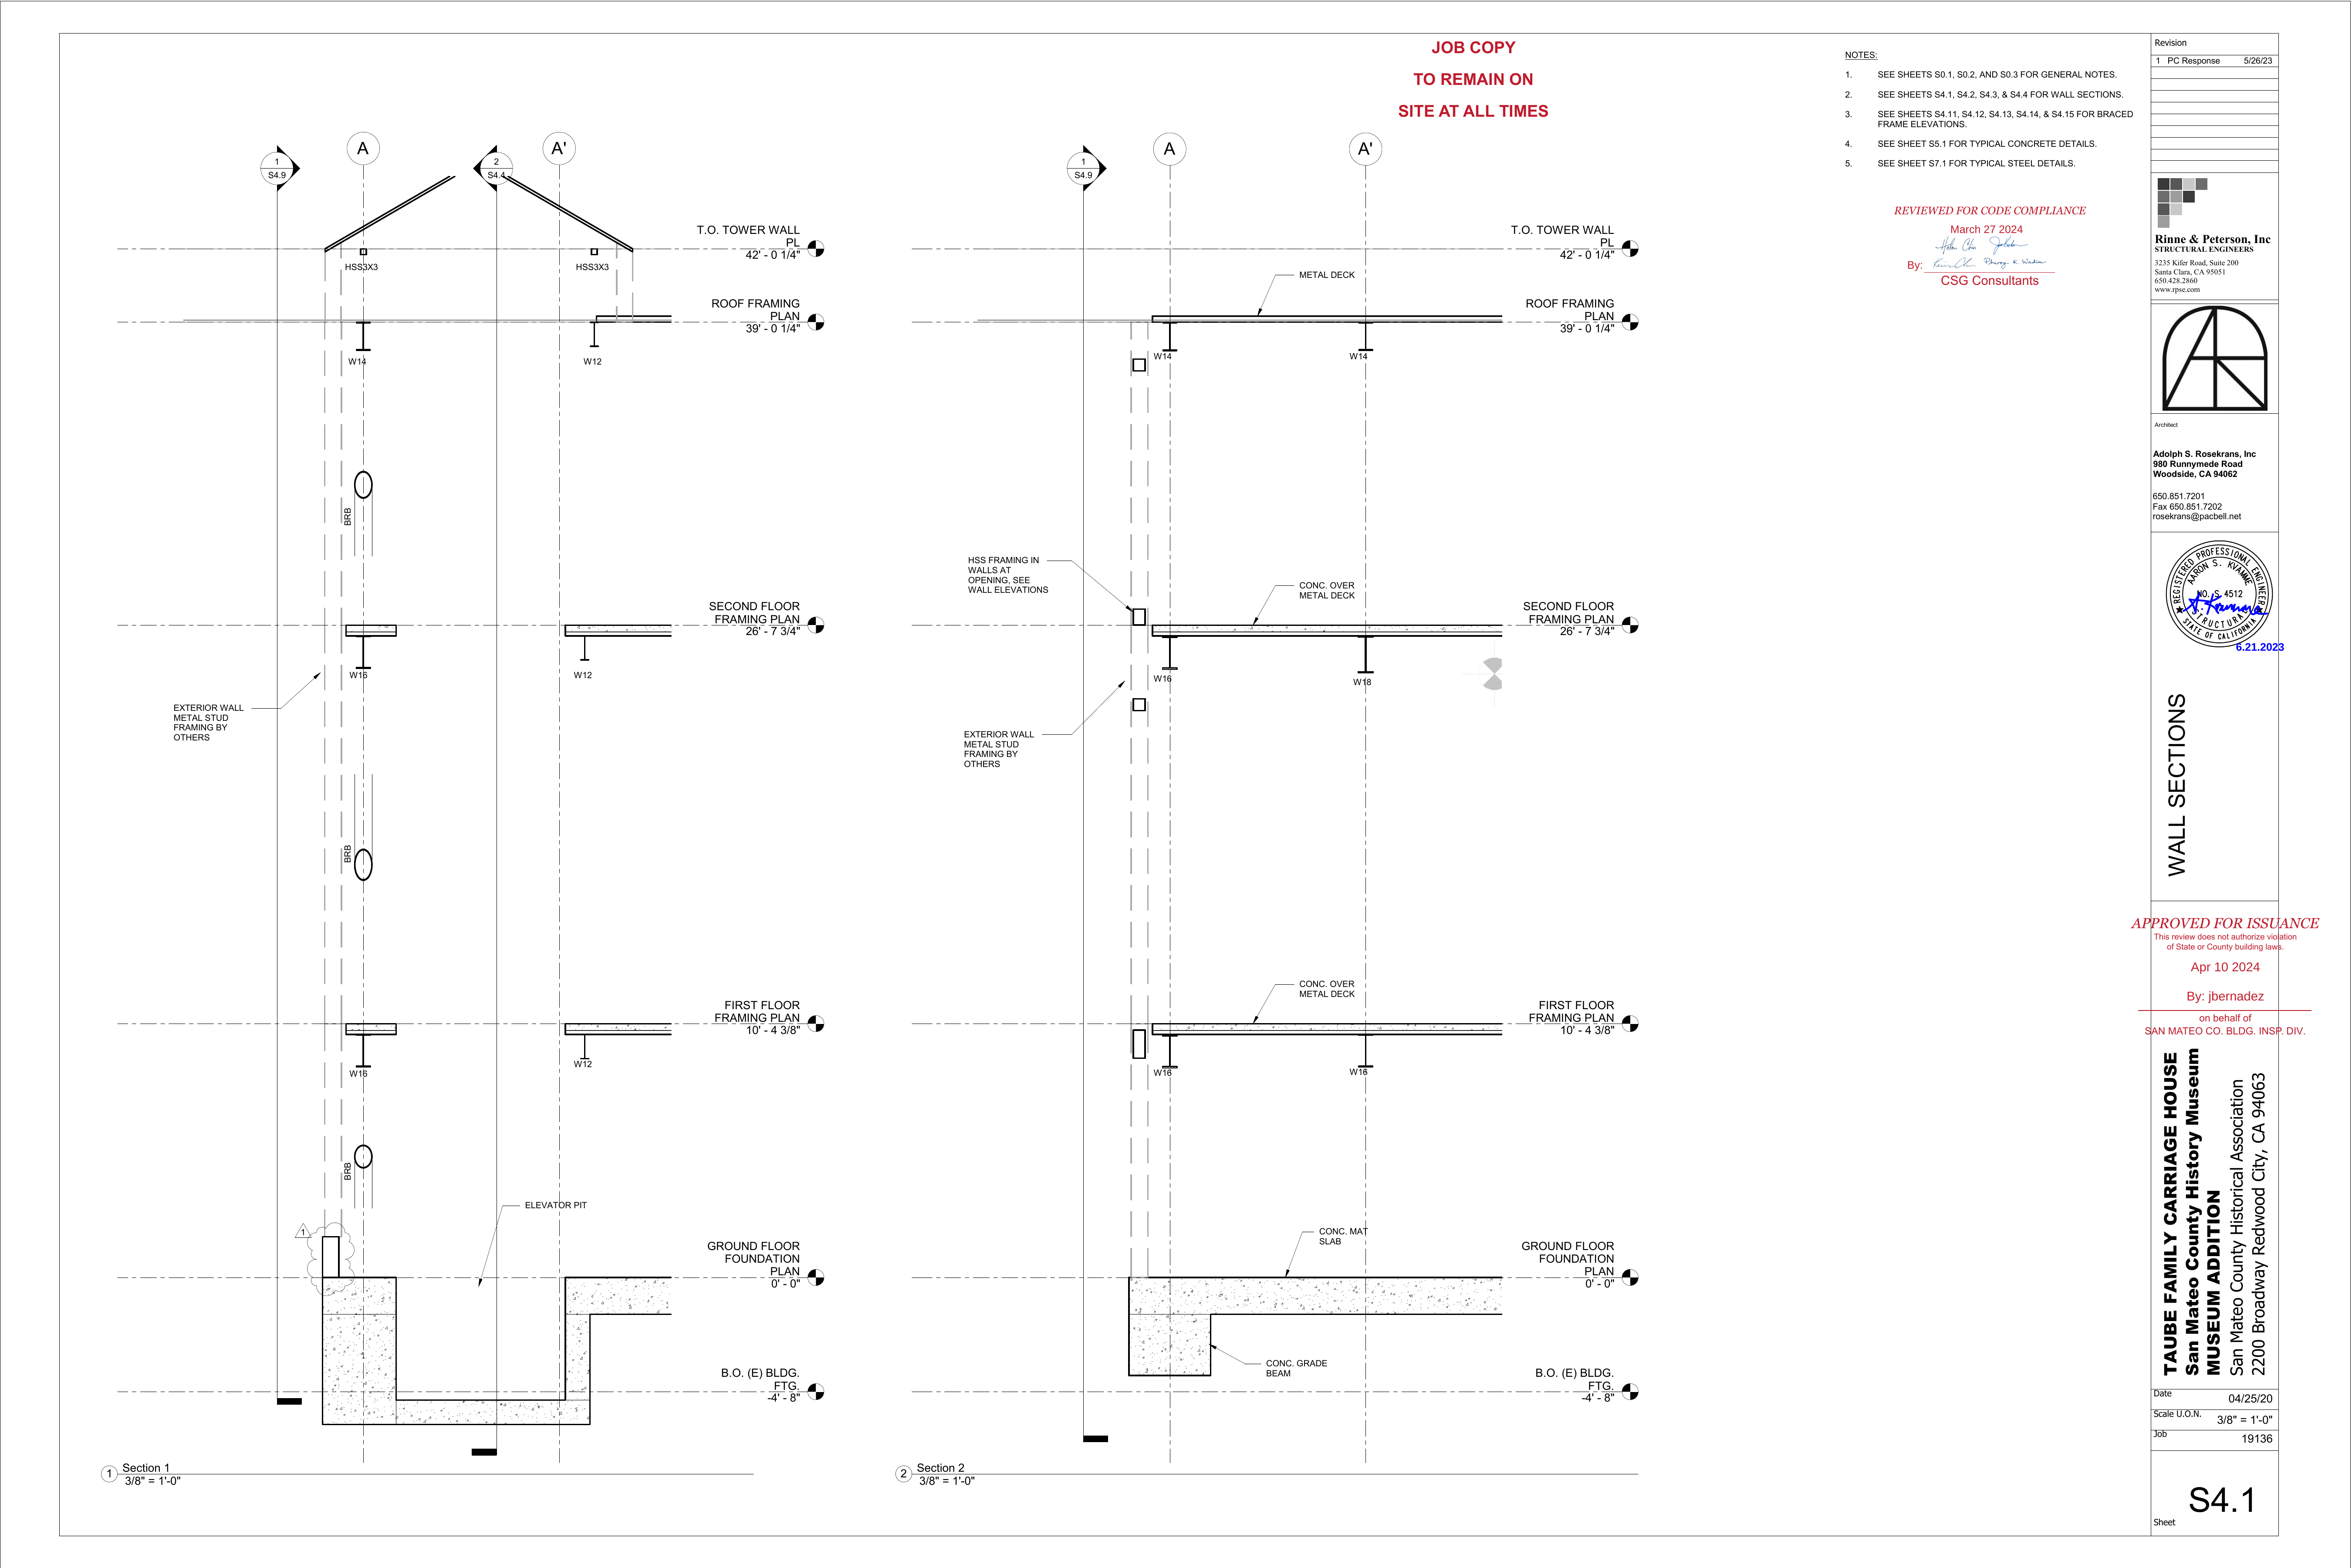 JOB COPY
TO REMAIN ON
SITE AT ALL TIMES
NOTES:
1. SEE SHEETS S0.1, S0.2, AND S0.3 FOR GENERAL NOTES.
2. SEE SHEETS S4.1, S4.2, S4.3, & S4.4 FOR WALL SECTIONS.
3. SEE SHEETS S4.11, S4.12, S4.13, S4.14, & S4.15 FOR BRACED
FRAME ELEVATIONS.
4. SEE SHEET S5.1 FOR TYPICAL CONCRETE DETAILS.
5. SEE SHEET S7.1 FOR TYPICAL STEEL DETAILS.
REVIEWED FOR CODE COMPLIANCE
March 27 2024
By:
CSG Consultants
1
S4.9
A
2
S4.4
A'
T.O. TOWER WALL
PL
42' - 0 1/4"
HSS3X3
HSS3X3
ROOF FRAMING
PLAN
39' - 0 1/4"
W14
W12
BRB
SECOND FLOOR
FRAMING PLAN
26' - 7 3/4"
W16
W12
EXTERIOR WALL
METAL STUD
FRAMING BY
OTHERS
BRB
FIRST FLOOR
FRAMING PLAN
10' - 4 3/8"
W16
W12
BRB
ELEVATOR PIT
1
GROUND FLOOR
FOUNDATION
PLAN
0' - 0"
B.O. (E) BLDG.
FTG.
-4' - 8"
1
Section 1
3/8" = 1'-0"
1
S4.9
A
A'
T.O. TOWER WALL
PL
42' - 0 1/4"
METAL DECK
ROOF FRAMING
PLAN
39' - 0 1/4"
W14
W14
HSS FRAMING IN
WALLS AT
OPENING, SEE
WALL ELEVATIONS
CONC. OVER
METAL DECK
SECOND FLOOR
FRAMING PLAN
26' - 7 3/4"
W16
W18
EXTERIOR WALL
METAL STUD
FRAMING BY
OTHERS
CONC. OVER
METAL DECK
FIRST FLOOR
FRAMING PLAN
10' - 4 3/8"
W16
W16
CONC. MAT
SLAB
GROUND FLOOR
FOUNDATION
PLAN
0' - 0"
CONC. GRADE
BEAM
B.O. (E) BLDG.
FTG.
-4' - 8"
2
Section 2
3/8" = 1'-0"
Revision
1 PC Response 5/26/23
Rinne & Peterson, Inc
STRUCTURAL ENGINEERS
3235 Kifer Road, Suite 200
Santa Clara, CA 95051
650.428.2860
www.rpse.com
Architect
Adolph S. Rosekrans, Inc
980 Runnymede Road
Woodside, CA 94062
650.851.7201
Fax 650.851.7202
rosekrans@pacbell.net
REGISTERED PROFESSIONAL ENGINEER
AARON S. KVAMME
NO. S 4512
STRUCTURAL
STATE OF CALIFORNIA
6.21.2023
WALL SECTIONS
APPROVED FOR ISSUANCE
This review does not authorize violation
of State or County building laws.
Apr 10 2024
By: jbernadez
on behalf of
SAN MATEO CO. BLDG. INSP. DIV.
TAUBE FAMILY CARRIAGE HOUSE
San Mateo County History Museum
MUSEUM ADDITION
San Mateo County Historical Association
2200 Broadway Redwood City, CA 94063
Date 04/25/20
Scale U.O.N. 3/8" = 1'-0"
Job 19136
S4.1
Sheet